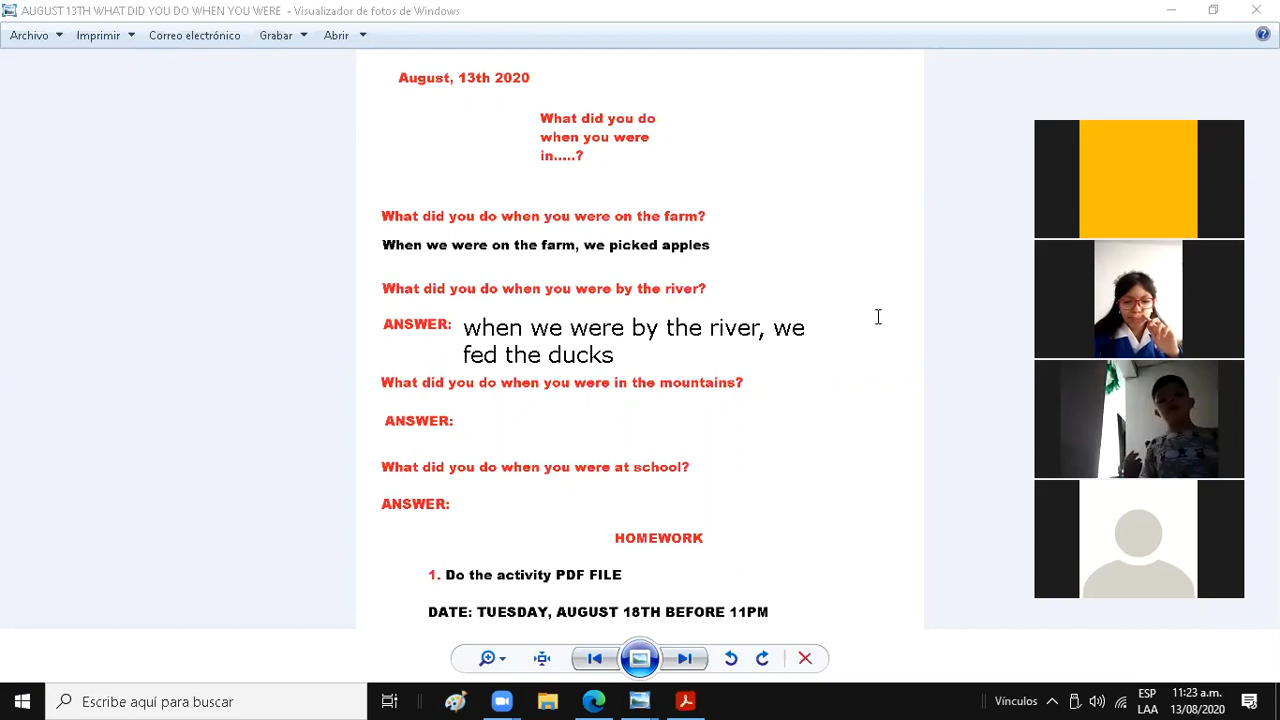 AUGUST 13TH WHAT DID YOU DO WHEN YOU WERE - Visualizador de fotos de Windows
Archivo Imprimir Correo electrónico Grabar Abrir
August, 13th 2020
What did you do
when you were
in.....?
What did you do when you were on the farm?
When we were on the farm, we picked apples
What did you do when you were by the river?
ANSWER: when we were by the river, we
fed the ducks
What did you do when you were in the mountains?
ANSWER:
What did you do when you were at school?
ANSWER:
HOMEWORK
1. Do the activity PDF FILE
DATE: TUESDAY, AUGUST 18TH BEFORE 11PM
Escribe aquí para buscar
Vínculos
ESP
LAA
11:23 a.m.
13/08/2020